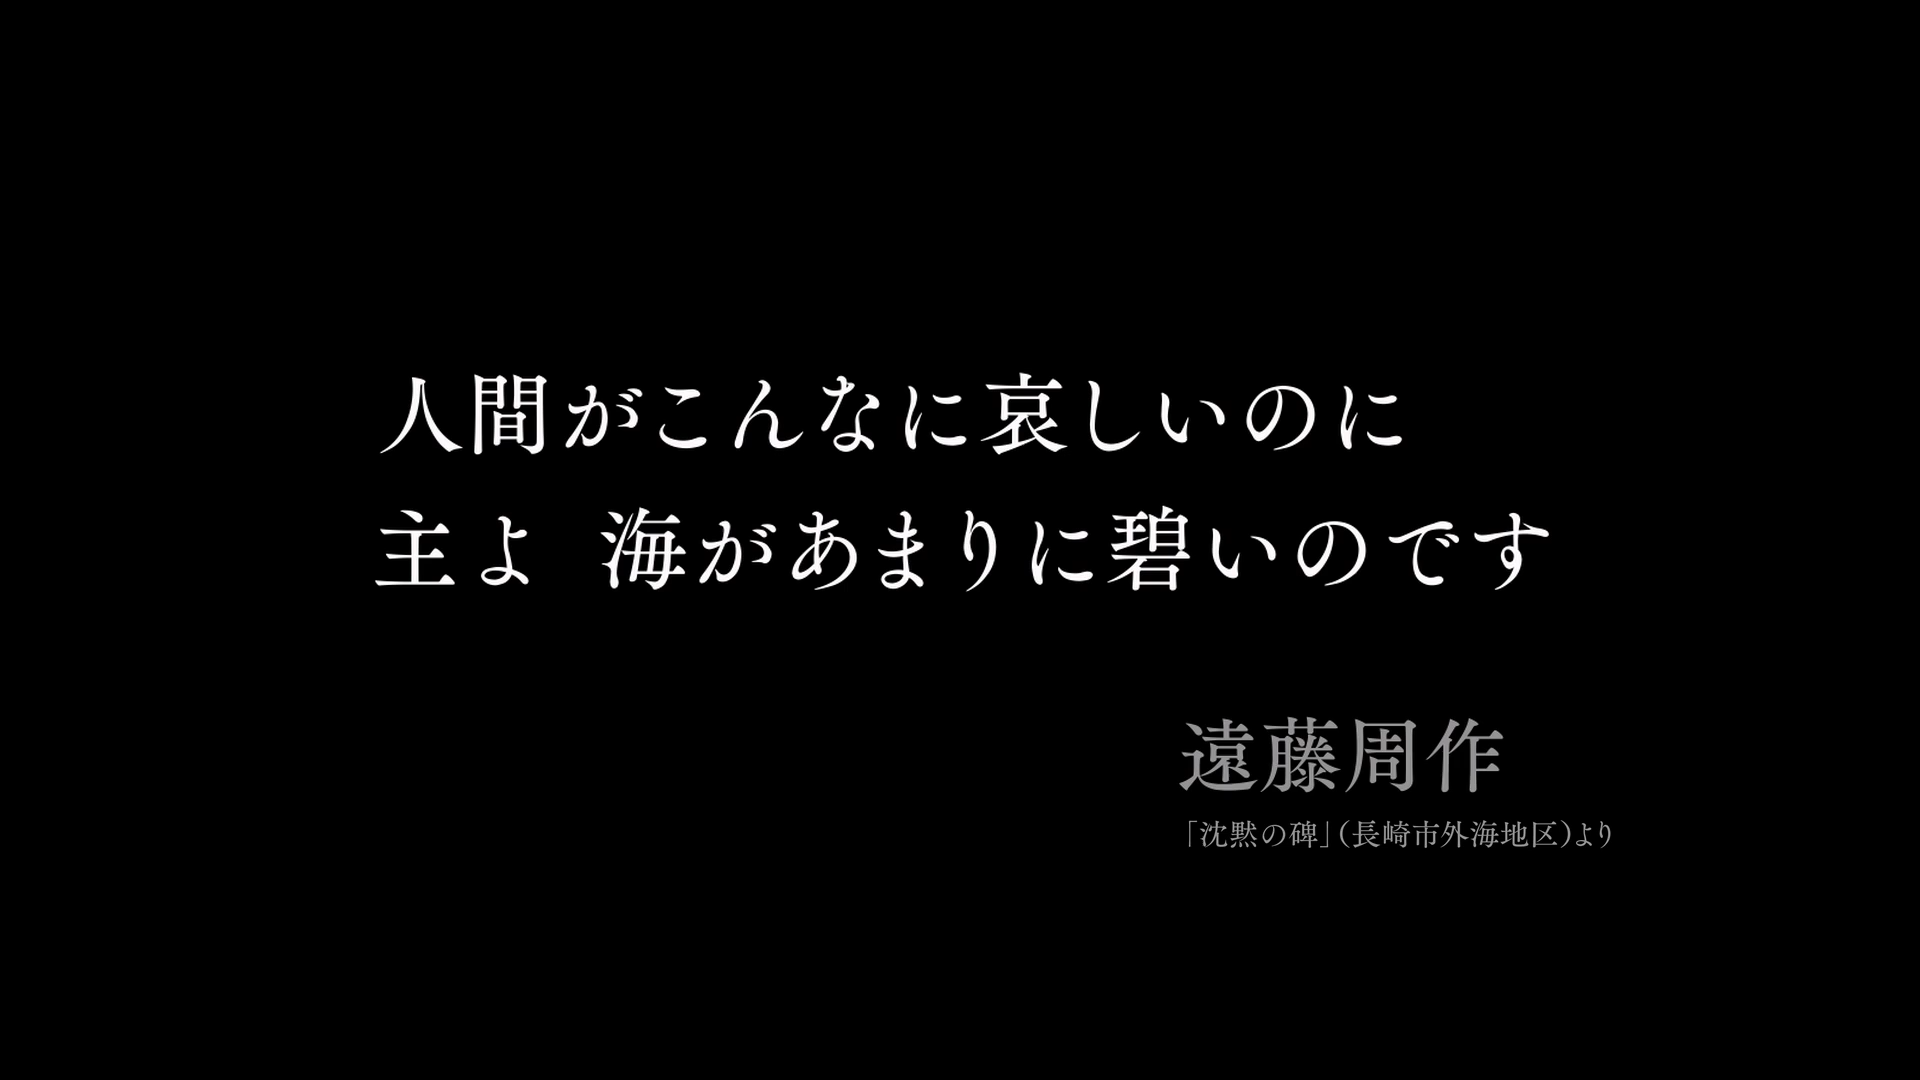 人間がこんなに哀しいのに
主よ　海があまりに碧いのです
遠藤周作
「沈黙の碑」（長崎市外海地区）より